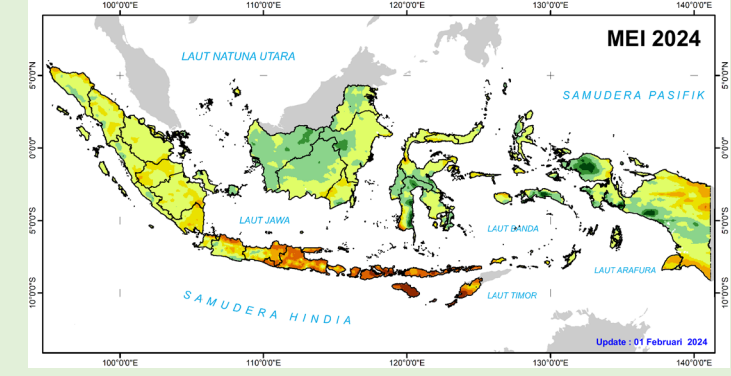 100°0'0"E 110°0'0"E 120°0'0"E 130°0'0"E 140°0'0"E
MEI 2024
LAUT NATUNA UTARA
5°0'0"N 5°0'0"N
SAMUDERA PASIFIK
0°0'0" 0°0'0"
5°0'0"S 5°0'0"S
LAUT JAWA
LAUT BANDA
LAUT ARAFURA
10°0'0"S 10°0'0"S
SAMUDERA HINDIA
LAUT TIMOR
Update : 01 Februari 2024
100°0'0"E 110°0'0"E 120°0'0"E 130°0'0"E 140°0'0"E